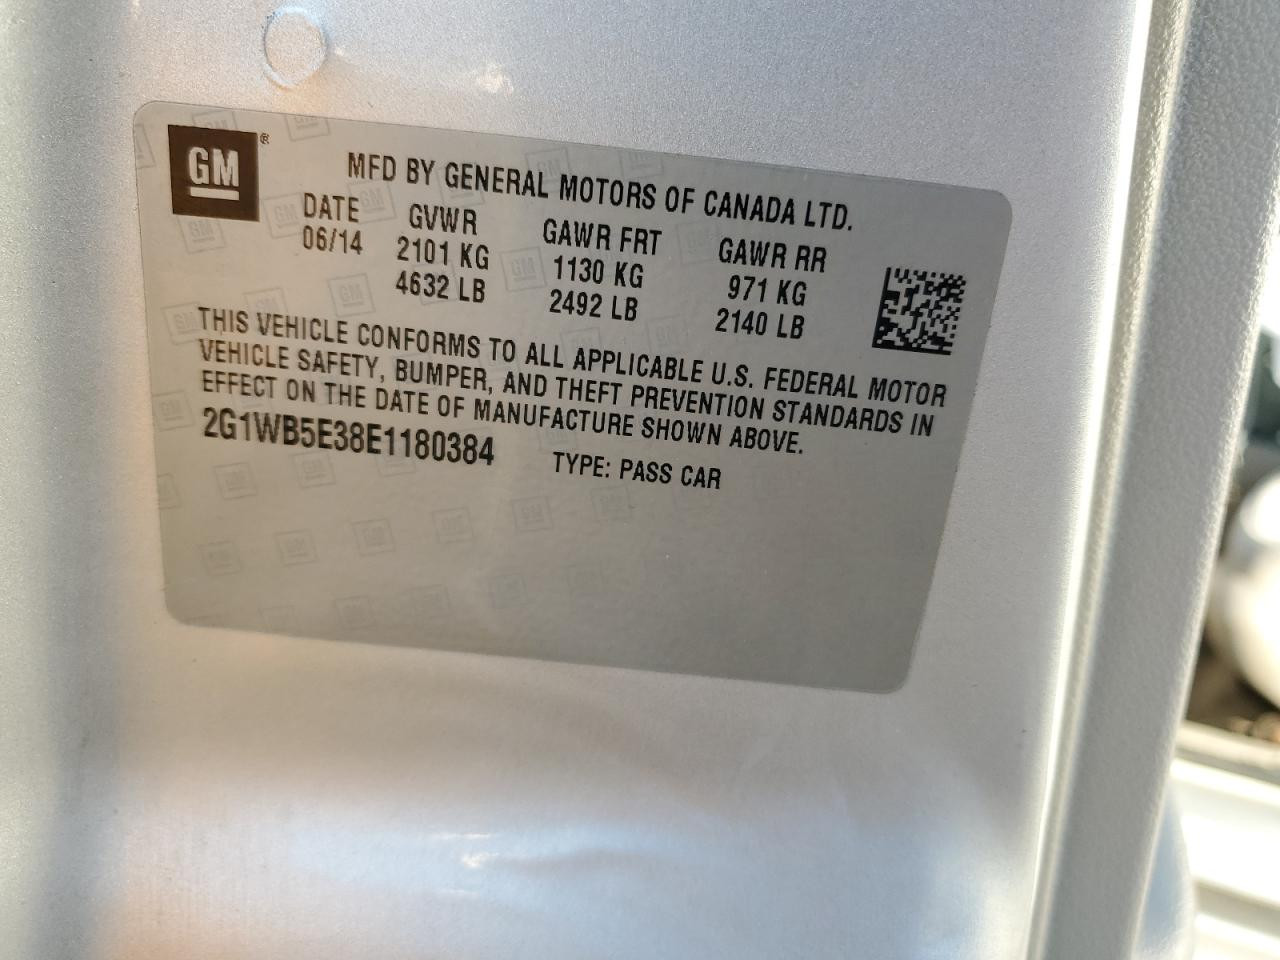 GM ®
MFD BY GENERAL MOTORS OF CANADA LTD.
DATE GVWR GAWR FRT GAWR RR
06/14 2101 KG 1130 KG 971 KG
4632 LB 2492 LB 2140 LB
THIS VEHICLE CONFORMS TO ALL APPLICABLE U.S. FEDERAL MOTOR
VEHICLE SAFETY, BUMPER, AND THEFT PREVENTION STANDARDS IN
EFFECT ON THE DATE OF MANUFACTURE SHOWN ABOVE.
2G1WB5E38E1180384 TYPE: PASS CAR